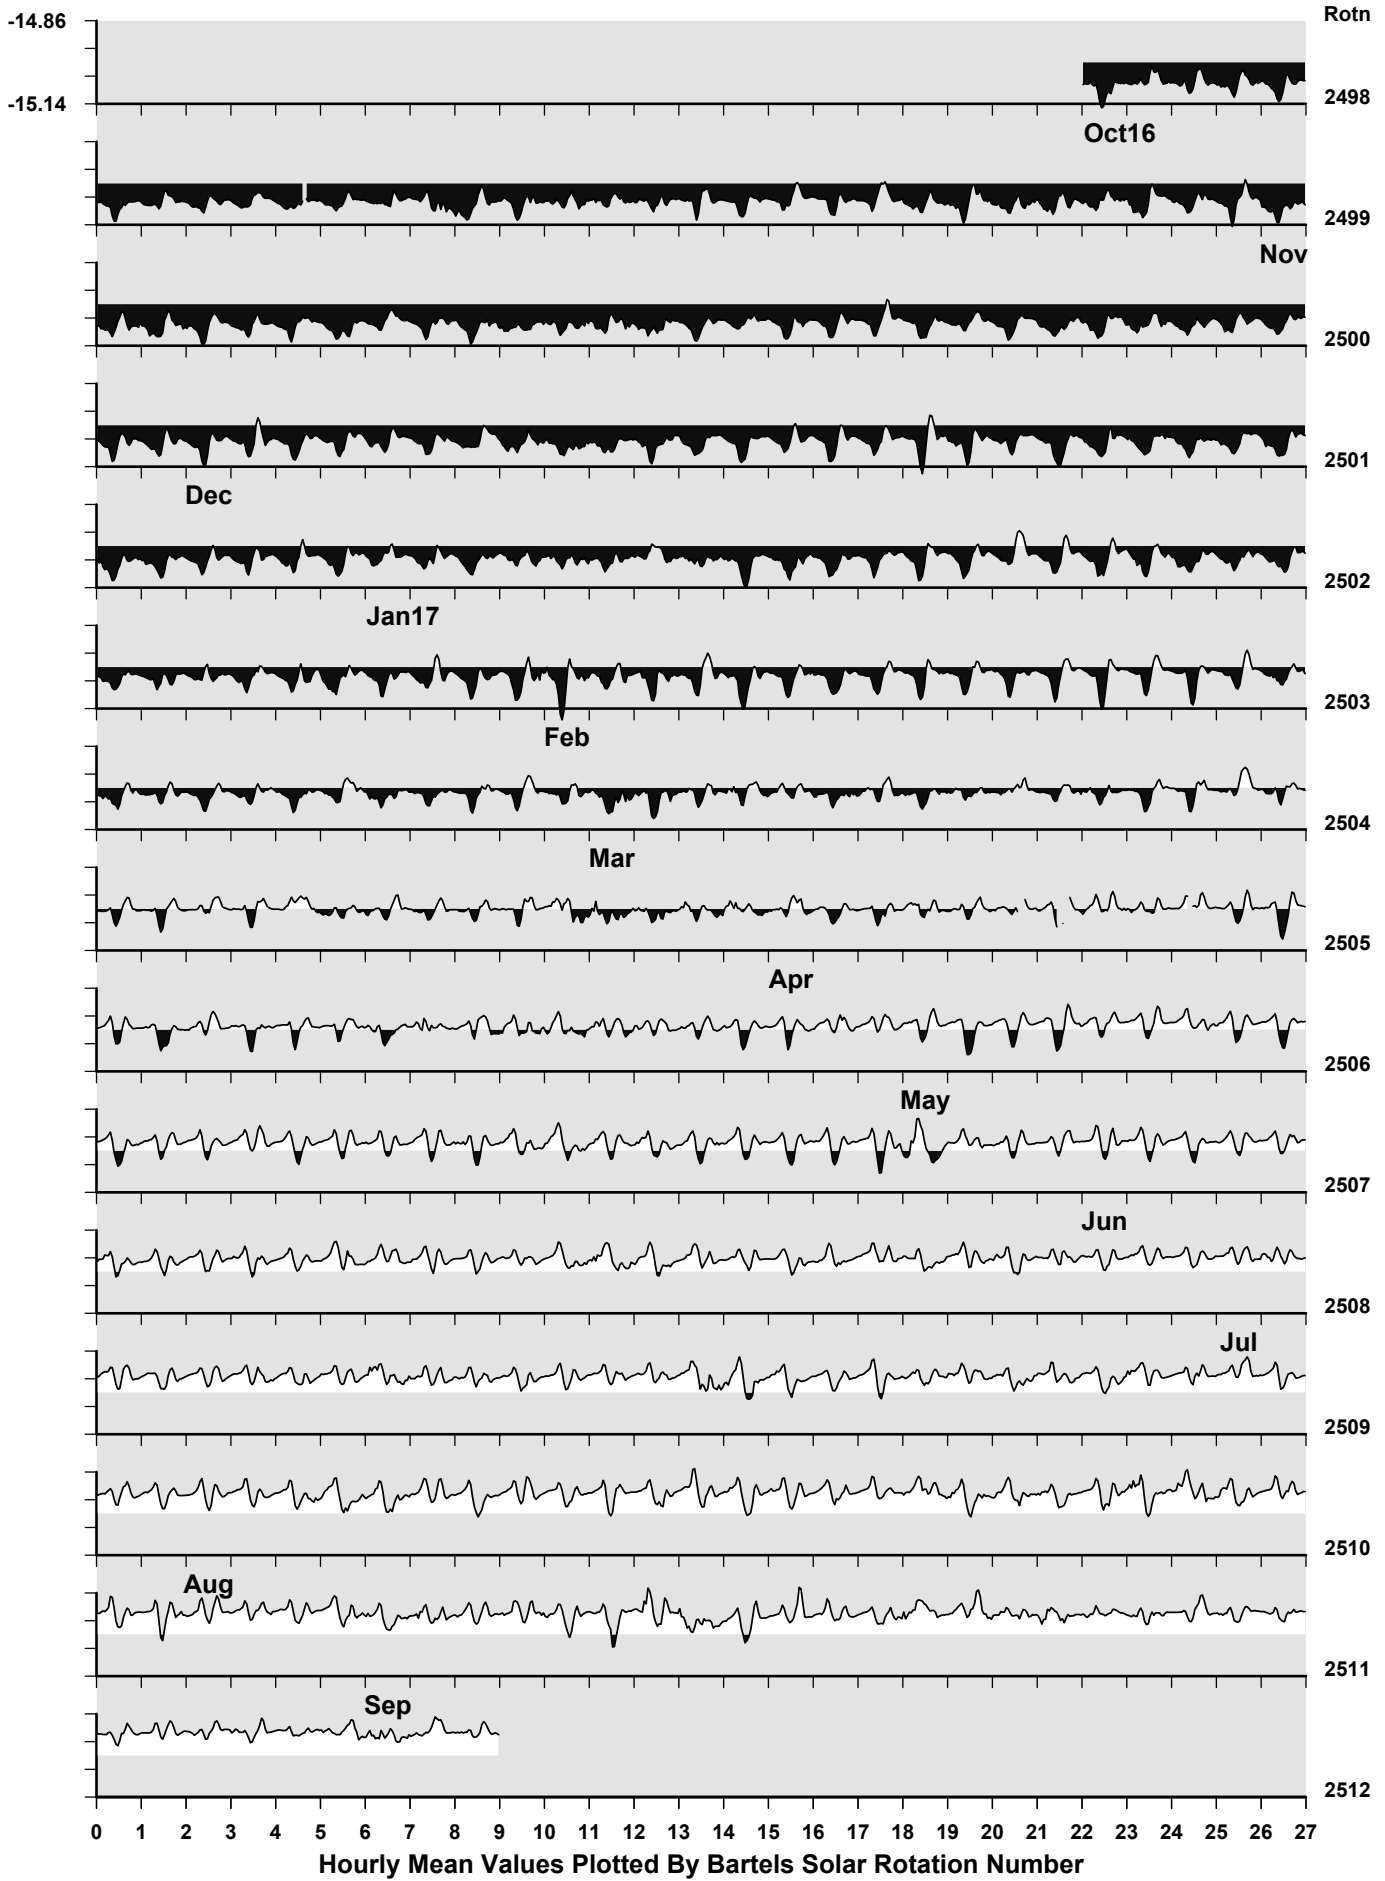 -14.86
Rotn
-15.14
2498
Oct16
2499
Nov
2500
2501
Dec
2502
Jan17
2503
Feb
2504
Mar
2505
Apr
2506
May
2507
Jun
2508
Jul
2509
2510
Aug
2511
Sep
2512
0 1 2 3 4 5 6 7 8 9 10 11 12 13 14 15 16 17 18 19 20 21 22 23 24 25 26 27
Hourly Mean Values Plotted By Bartels Solar Rotation Number